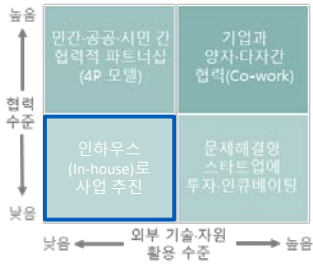 높음
협력
수준
낮음
민간·공공·시민 간
협력적 파트너십
(4P 모델)
기업과
양자·다자간
협력(Co-work)
인하우스
(In-house)로
사업 추진
문제해결형
스타트업에
투자·인큐베이팅
낮음
외부 기술·자원
활용 수준
높음